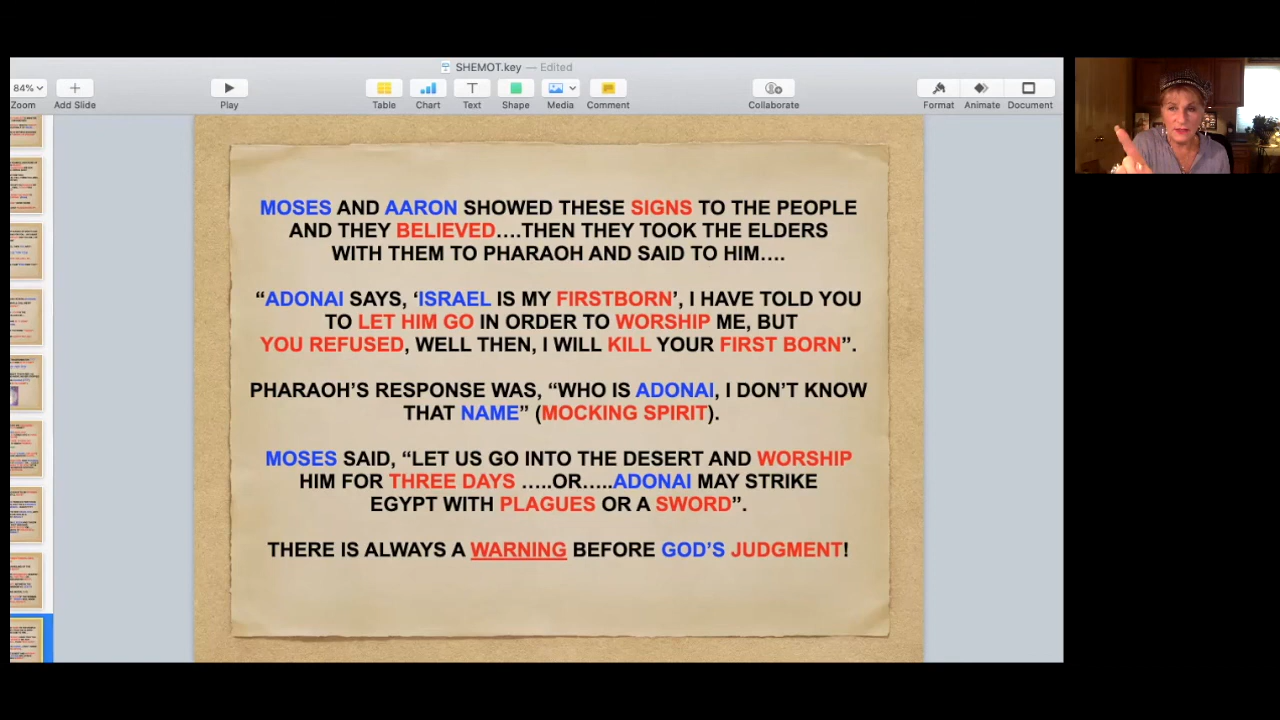 SHEMOT.key — Edited
84%
Zoom
Add Slide
Play
Table
Chart
Text
Shape
Media
Comment
Collaborate
Format
Animate
Document
MOSES AND AARON SHOWED THESE SIGNS TO THE PEOPLE
AND THEY BELIEVED....THEN THEY TOOK THE ELDERS
WITH THEM TO PHARAOH AND SAID TO HIM....
“ADONAI SAYS, ‘ISRAEL IS MY FIRSTBORN’, I HAVE TOLD YOU
TO LET HIM GO IN ORDER TO WORSHIP ME, BUT
YOU REFUSED, WELL THEN, I WILL KILL YOUR FIRST BORN”.
PHARAOH’S RESPONSE WAS, “WHO IS ADONAI, I DON’T KNOW
THAT NAME” (MOCKING SPIRIT).
MOSES SAID, “LET US GO INTO THE DESERT AND WORSHIP
HIM FOR THREE DAYS .....OR.....ADONAI MAY STRIKE
EGYPT WITH PLAGUES OR A SWORD”.
THERE IS ALWAYS A WARNING BEFORE GOD’S JUDGMENT!